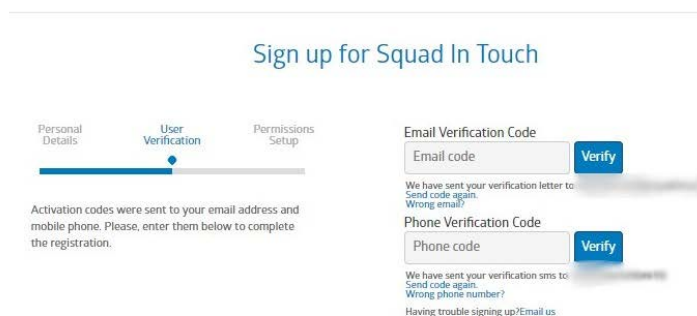 Sign up for Squad In Touch
Personal Details
User Verification
Permissions Setup
Activation codes were sent to your email address and
mobile phone. Please, enter them below to complete
the registration.
Email Verification Code
Email code
Verify
We have sent your verification letter to
Send code again.
Wrong email?
Phone Verification Code
Phone code
Verify
We have sent your verification sms to
Send code again.
Wrong phone number?
Having trouble signing up?Email us